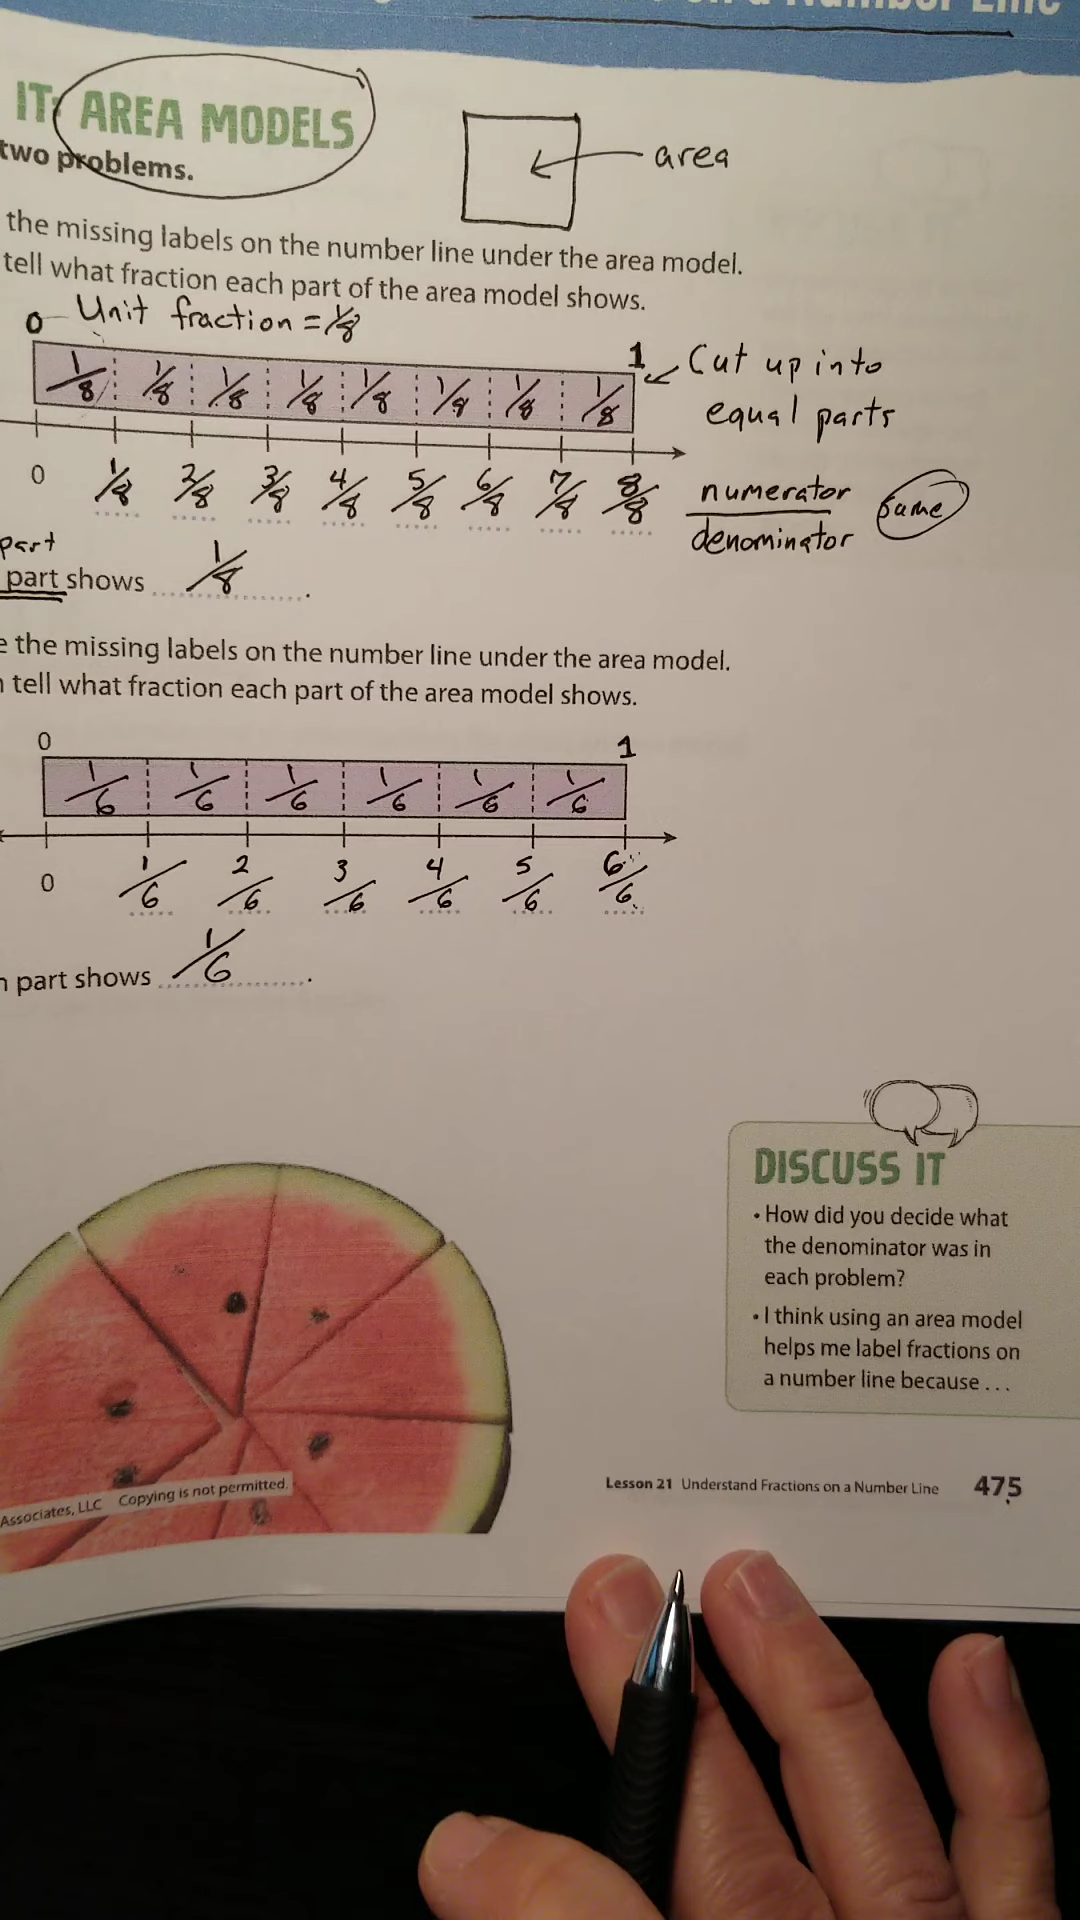 on a Number Line
IT: AREA MODELS
two problems.
area
the missing labels on the number line under the area model.
tell what fraction each part of the area model shows.
0 Unit fraction = 1/8
1 Cut up into
equal parts
1/8 1/8 1/8 1/8 1/8 1/8 1/8 1/8
0 1/8 2/8 3/8 4/8 5/8 6/8 7/8 8/8
numerator
denominator
same
part
part shows 1/8.
the missing labels on the number line under the area model.
tell what fraction each part of the area model shows.
0 1
1/6 1/6 1/6 1/6 1/6 1/6
0 1/6 2/6 3/6 4/6 5/6 6/6
part shows 1/6.
DISCUSS IT
• How did you decide what
the denominator was in
each problem?
• I think using an area model
helps me label fractions on
a number line because ...
Associates, LLC Copying is not permitted.
Lesson 21 Understand Fractions on a Number Line 475